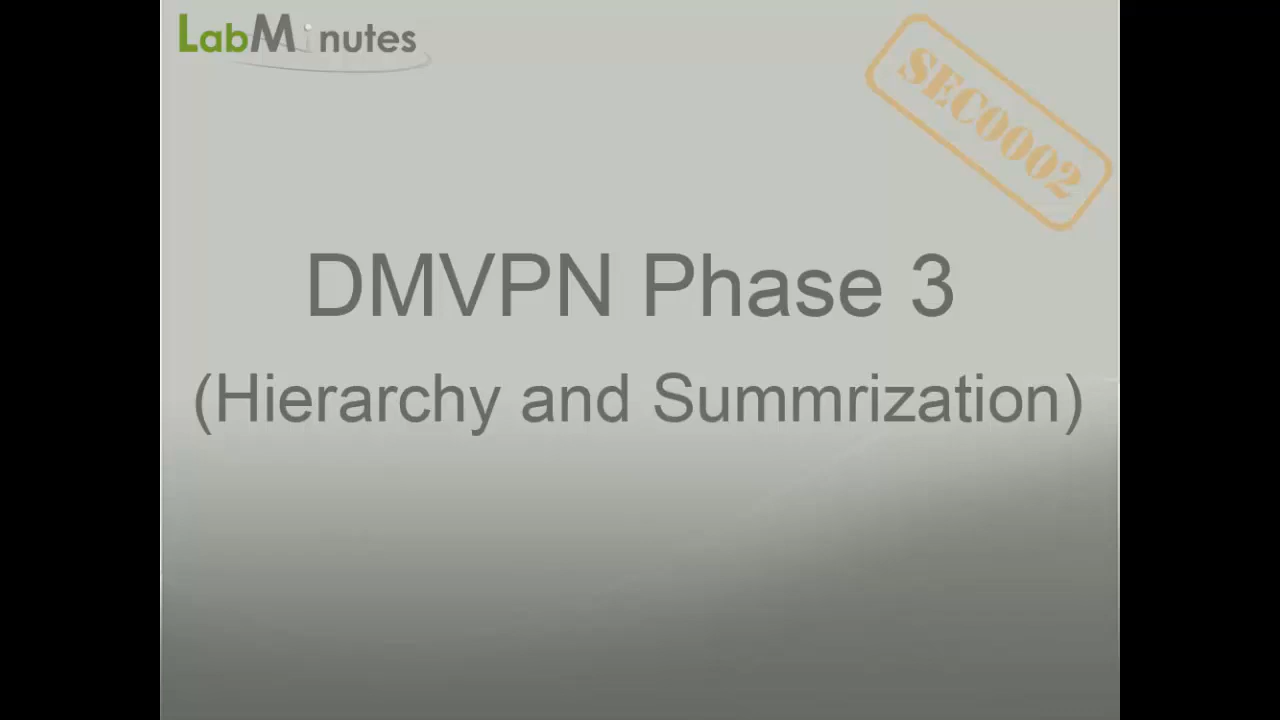 LabMinutes
SEC0002
DMVPN Phase 3
(Hierarchy and Summrization)